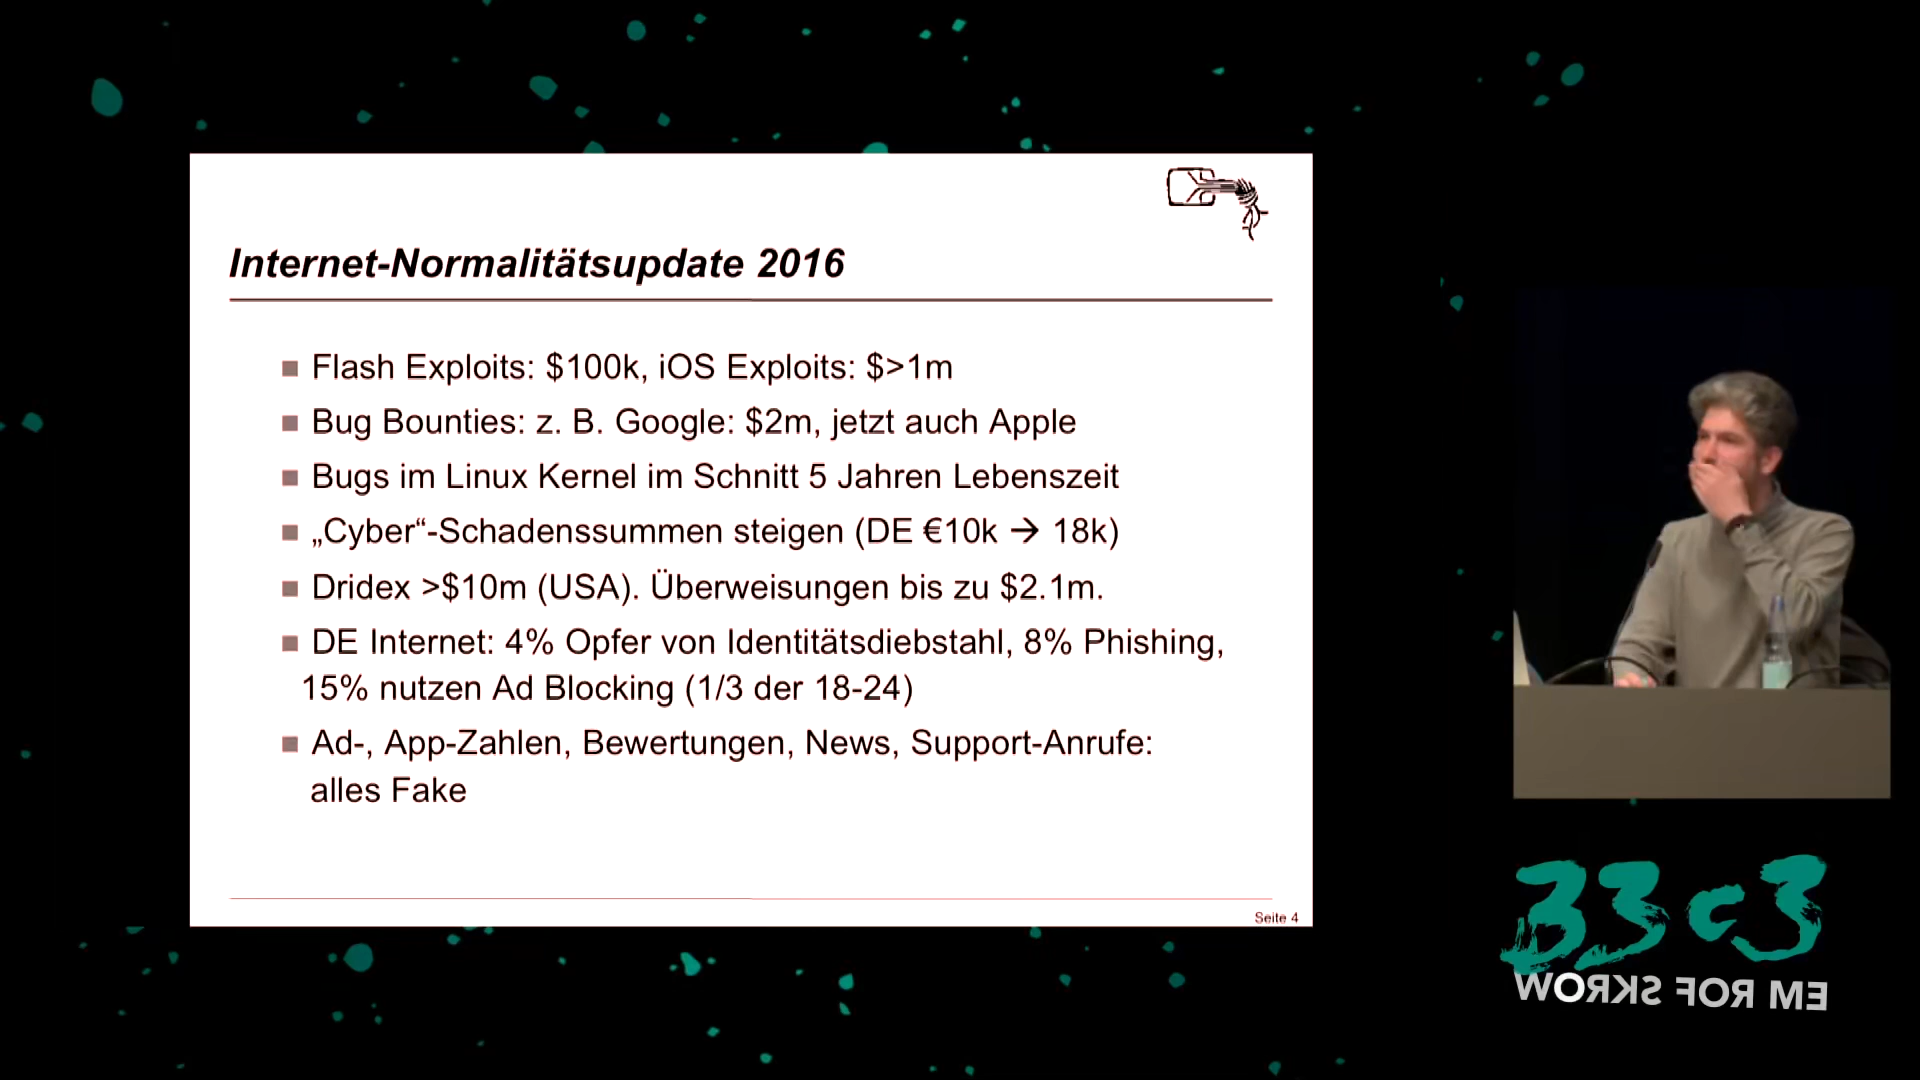 Internet-Normalitätsupdate 2016
Flash Exploits: $100k, iOS Exploits: $>1m
Bug Bounties: z. B. Google: $2m, jetzt auch Apple
Bugs im Linux Kernel im Schnitt 5 Jahren Lebenszeit
„Cyber“-Schadenssummen steigen (DE €10k → 18k)
Dridex >$10m (USA). Überweisungen bis zu $2.1m.
DE Internet: 4% Opfer von Identitätsdiebstahl, 8% Phishing,
15% nutzen Ad Blocking (1/3 der 18-24)
Ad-, App-Zahlen, Bewertungen, News, Support-Anrufe:
alles Fake
Seite 4
33c3
WORKS FOR ME